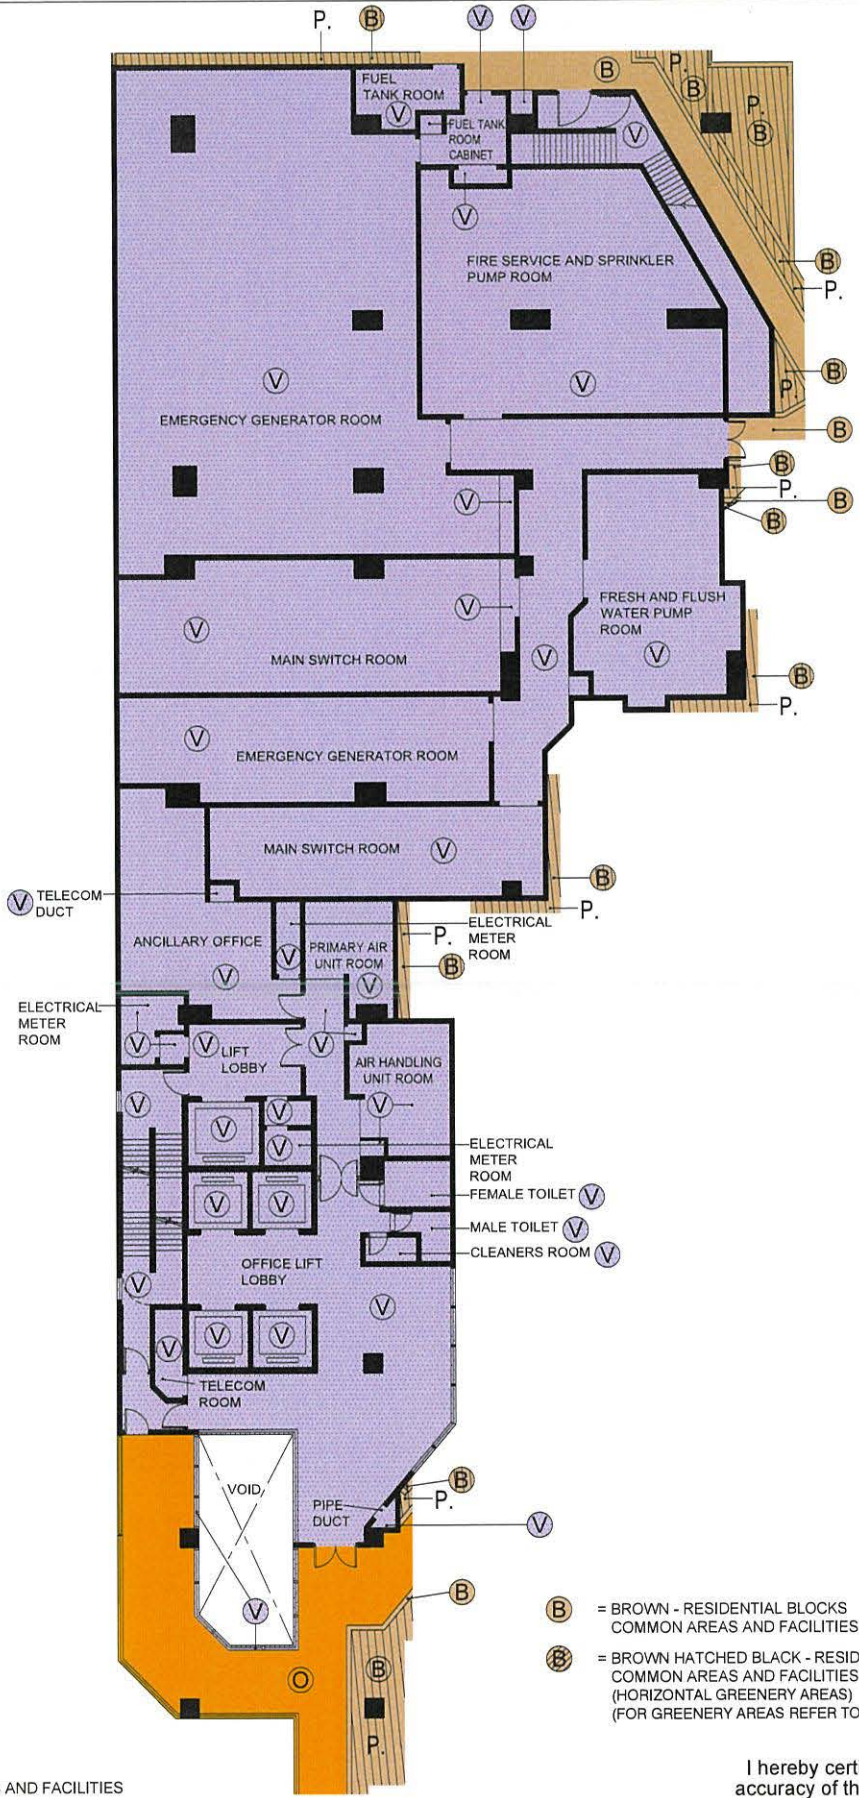 P.
B
V
V
FUEL
TANK ROOM
V
B
P.
B
P.
B
FUEL TANK
ROOM
CABINET
V
V
FIRE SERVICE AND SPRINKLER
PUMP ROOM
B
P.
V
V
P.
B
EMERGENCY GENERATOR ROOM
B
B
P.
V
B
B
V
FRESH AND FLUSH
WATER PUMP
ROOM
V
V
V
MAIN SWITCH ROOM
B
P.
V
EMERGENCY GENERATOR ROOM
MAIN SWITCH ROOM
V
B
P.
V
TELECOM
DUCT
ELECTRICAL
METER
ROOM
P.
B
ANCILLARY OFFICE
V
PRIMARY AIR
UNIT ROOM
V
V
ELECTRICAL
METER
ROOM
V
V
LIFT
LOBBY
V
AIR HANDLING
UNIT ROOM
V
V
V
V
V
ELECTRICAL
METER
ROOM
FEMALE TOILET V
V
V
MALE TOILET V
CLEANERS ROOM V
OFFICE LIFT
LOBBY
V
V
V
V
V
TELECOM
ROOM
VOID
B
P.
PIPE
DUCT
V
V
B
O
B
P.
B = BROWN - RESIDENTIAL BLOCKS
COMMON AREAS AND FACILITIES
B = BROWN HATCHED BLACK - RESID
COMMON AREAS AND FACILITIES
(HORIZONTAL GREENERY AREAS)
(FOR GREENERY AREAS REFER TO
I hereby cert
accuracy of th
AND FACILITIES